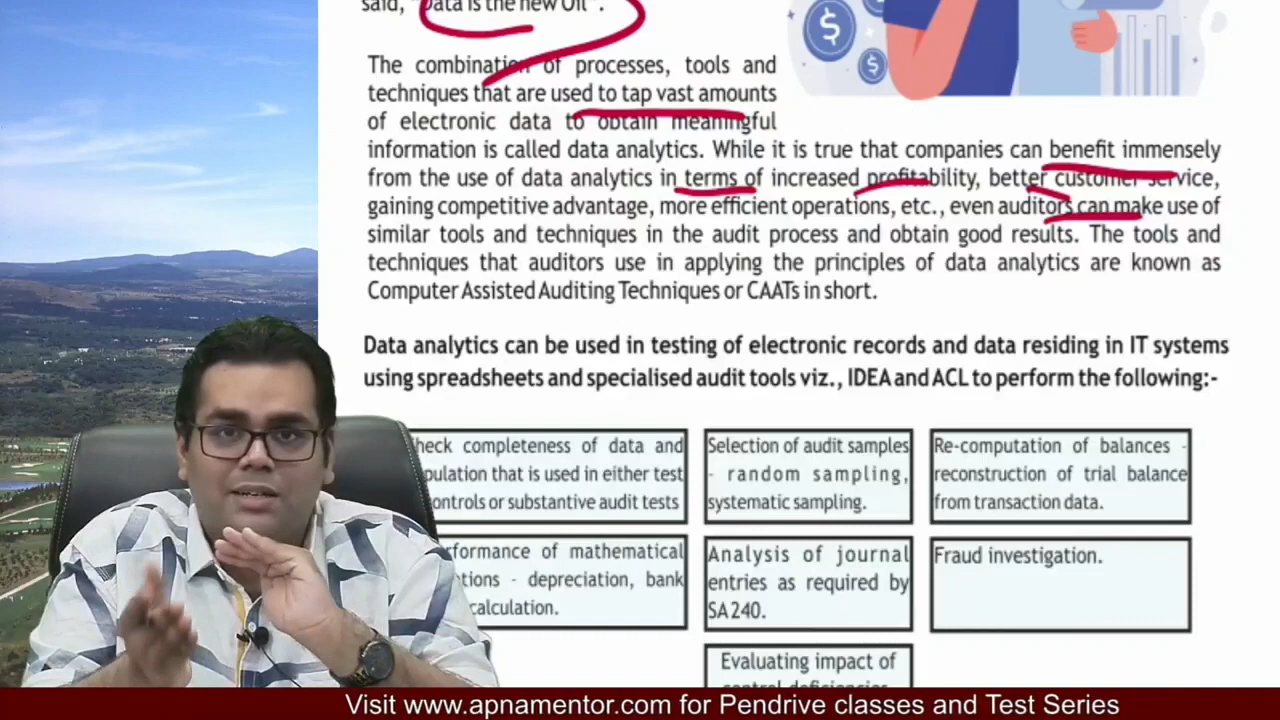 said, "Data is the new Oil".
The combination of processes, tools and
techniques that are used to tap vast amounts
of electronic data to obtain meaningful
information is called data analytics. While it is true that companies can benefit immensely
from the use of data analytics in terms of increased profitability, better customer service,
gaining competitive advantage, more efficient operations, etc., even auditors can make use of
similar tools and techniques in the audit process and obtain good results. The tools and
techniques that auditors use in applying the principles of data analytics are known as
Computer Assisted Auditing Techniques or CAATs in short.
Data analytics can be used in testing of electronic records and data residing in IT systems
using spreadsheets and specialised audit tools viz., IDEA and ACL to perform the following:-
heck completeness of data and
pulation that is used in either test
ontrols or substantive audit tests
Selection of audit samples
- random sampling,
systematic sampling.
Re-computation of balances -
reconstruction of trial balance
from transaction data.
rformance of mathematical
tions - depreciation, bank
calculation.
Analysis of journal
entries as required by
SA 240.
Fraud investigation.
Evaluating impact of
control deficiencies
Visit www.apnamentor.com for Pendrive classes and Test Series